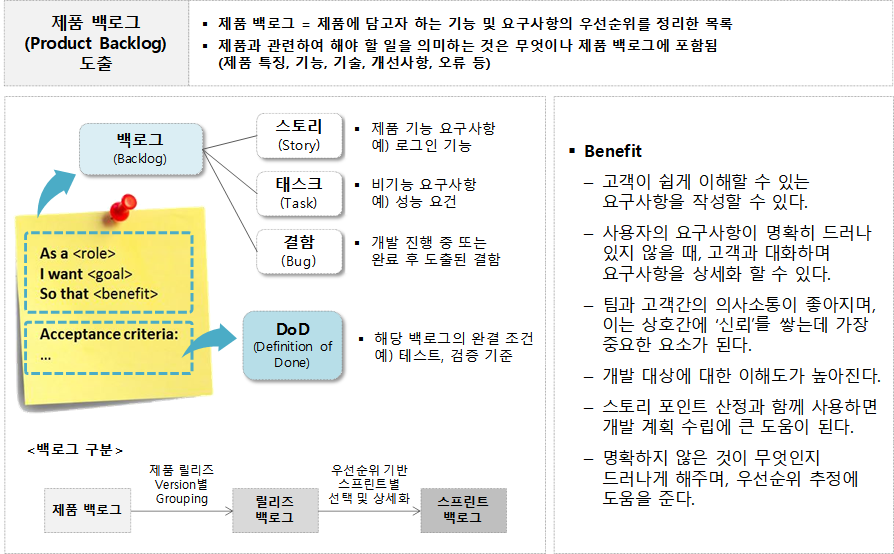 제품 백로그
(Product Backlog)
도출
▪ 제품 백로그 = 제품에 담고자 하는 기능 및 요구사항의 우선순위를 정리한 목록
▪ 제품과 관련하여 해야 할 일을 의미하는 것은 무엇이나 제품 백로그에 포함됨
(제품 특징, 기능, 기술, 개선사항, 오류 등)
백로그
(Backlog)
스토리
(Story)
▪ 제품 기능 요구사항
예) 로그인 기능
태스크
(Task)
▪ 비기능 요구사항
예) 성능 요건
결함
(Bug)
▪ 개발 진행 중 또는
완료 후 도출된 결함
As a <role>
I want <goal>
So that <benefit>
Acceptance criteria:
...
DoD
(Definition of
Done)
▪ 해당 백로그의 완결 조건
예) 테스트, 검증 기준
<백로그 구분>
제품 백로그
제품 릴리즈
Version별
Grouping
릴리즈
백로그
우선순위 기반
스프린트별
선택 및 상세화
스프린트
백로그
▪ Benefit
– 고객이 쉽게 이해할 수 있는
요구사항을 작성할 수 있다.
– 사용자의 요구사항이 명확히 드러나
있지 않을 때, 고객과 대화하며
요구사항을 상세화 할 수 있다.
– 팀과 고객간의 의사소통이 좋아지며,
이는 상호간에 ‘신뢰’를 쌓는데 가장
중요한 요소가 된다.
– 개발 대상에 대한 이해도가 높아진다.
– 스토리 포인트 산정과 함께 사용하면
개발 계획 수립에 큰 도움이 된다.
– 명확하지 않은 것이 무엇인지
드러나게 해주며, 우선순위 추정에
도움을 준다.